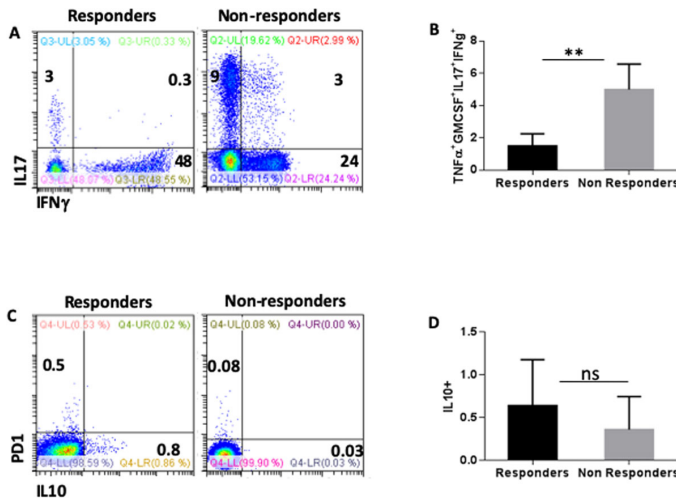 Responders Non-responders
A
Q3-UL(3.05 %) Q3-UR(0.33 %)
3 0.3
48
Q3-LL(48.07 %) Q3-LR(48.55 %)
Q2-UL(19.62 %) Q2-UR(2.99 %)
9 3
24
Q2-LL(53.15 %) Q2-LR(24.24 %)
IL17
IFNγ
B
TNFα+GMCSF+IL17+IFNg+
8
6
4
2
0
**
Responders Non Responders
Responders Non-responders
C
Q4-UL(0.53 %) Q4-UR(0.02 %)
0.5
0.8
Q4-LL(98.59 %) Q4-LR(0.86 %)
Q4-UL(0.08 %) Q4-UR(0.00 %)
0.08
0.03
Q4-LL(99.90 %) Q4-LR(0.03 %)
PD1
IL10
D
IL10+
1.5
1.0
0.5
0.0
ns
Responders Non Responders